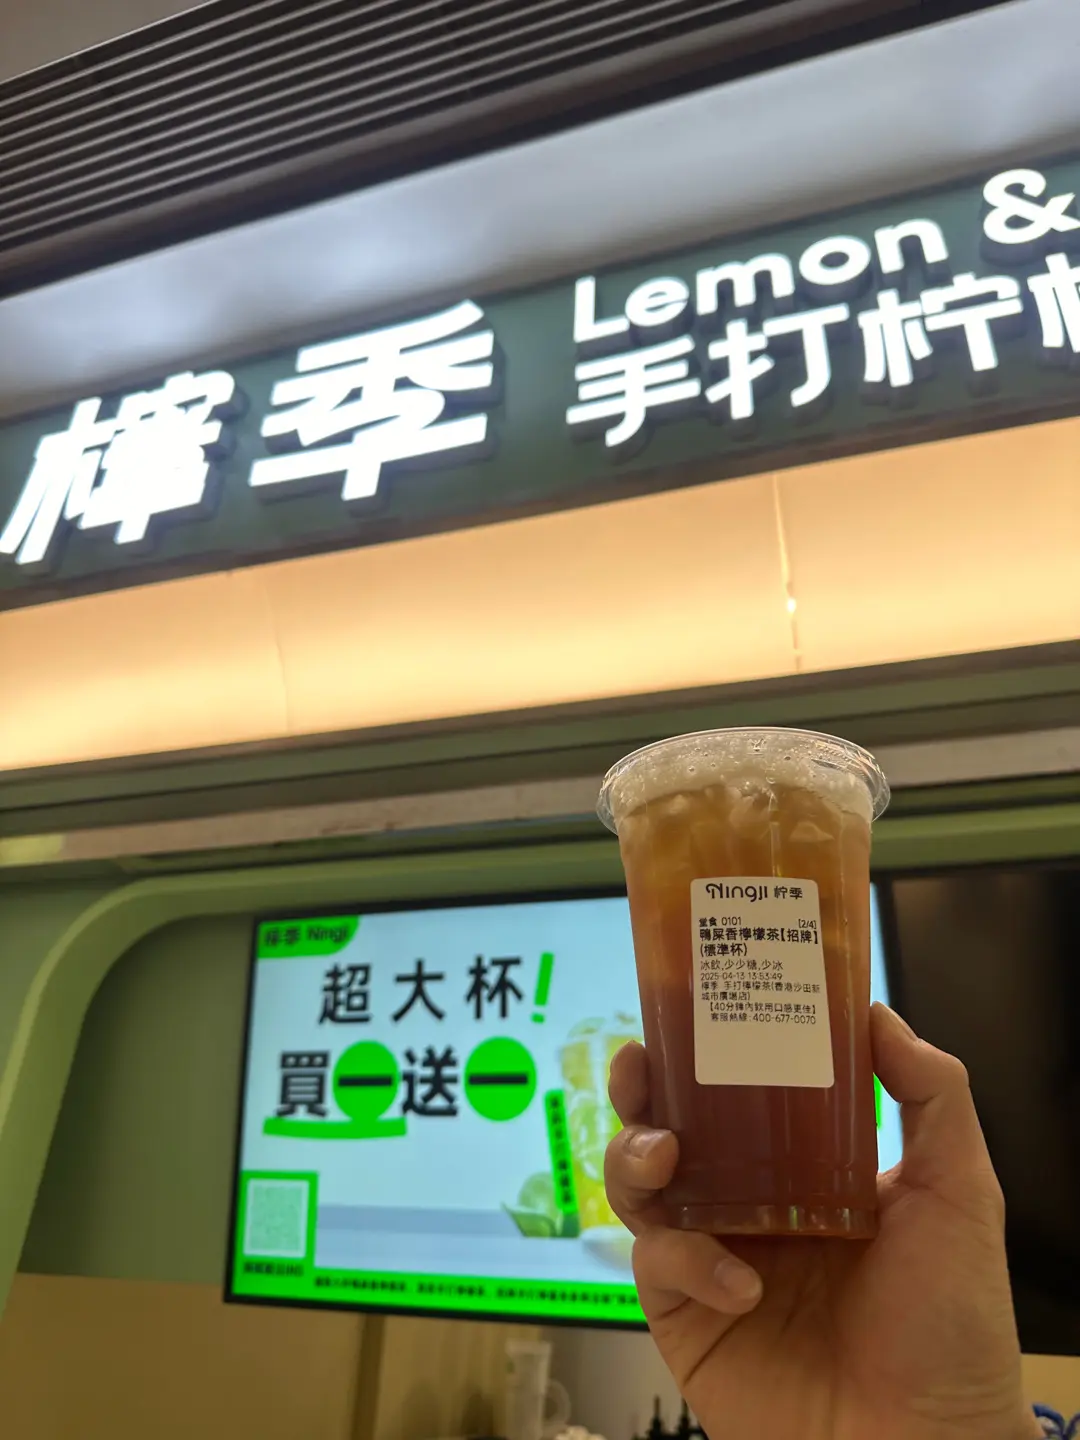 檸季
Lemon &
手打柠
Ningji 柠季
堂食 0101 [2/4]
鴨屎香檸檬茶【招牌】
(標準杯)
冰飲,少少糖,少冰
2025-04-13 13:53:49
檸季 手打檸檬茶(香港沙田新
城市廣場店)
【40分鐘內飲用口感更佳】
客服熱線:400-677-0070
檸季 Ningji
超大杯!
買一送一